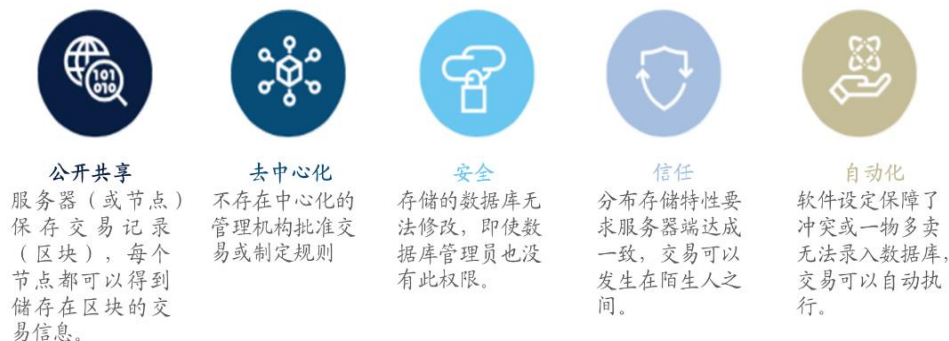 101
010
公开共享
服务器（或节点）
保存交易记录
（区块），每个
节点都可以得到
储存在区块的交
易信息。
去中心化
不存在中心化的
管理机构批准交
易或制定规则
安全
存储的数据库无
法修改，即使数
据库管理员也没
有此权限。
信任
分布存储特性要
求服务器端达成
一致，交易可以
发生在陌生人之
间。
自动化
软件设定保障了
冲突或一物多卖
无法录入数据库，
交易可以自动执
行。